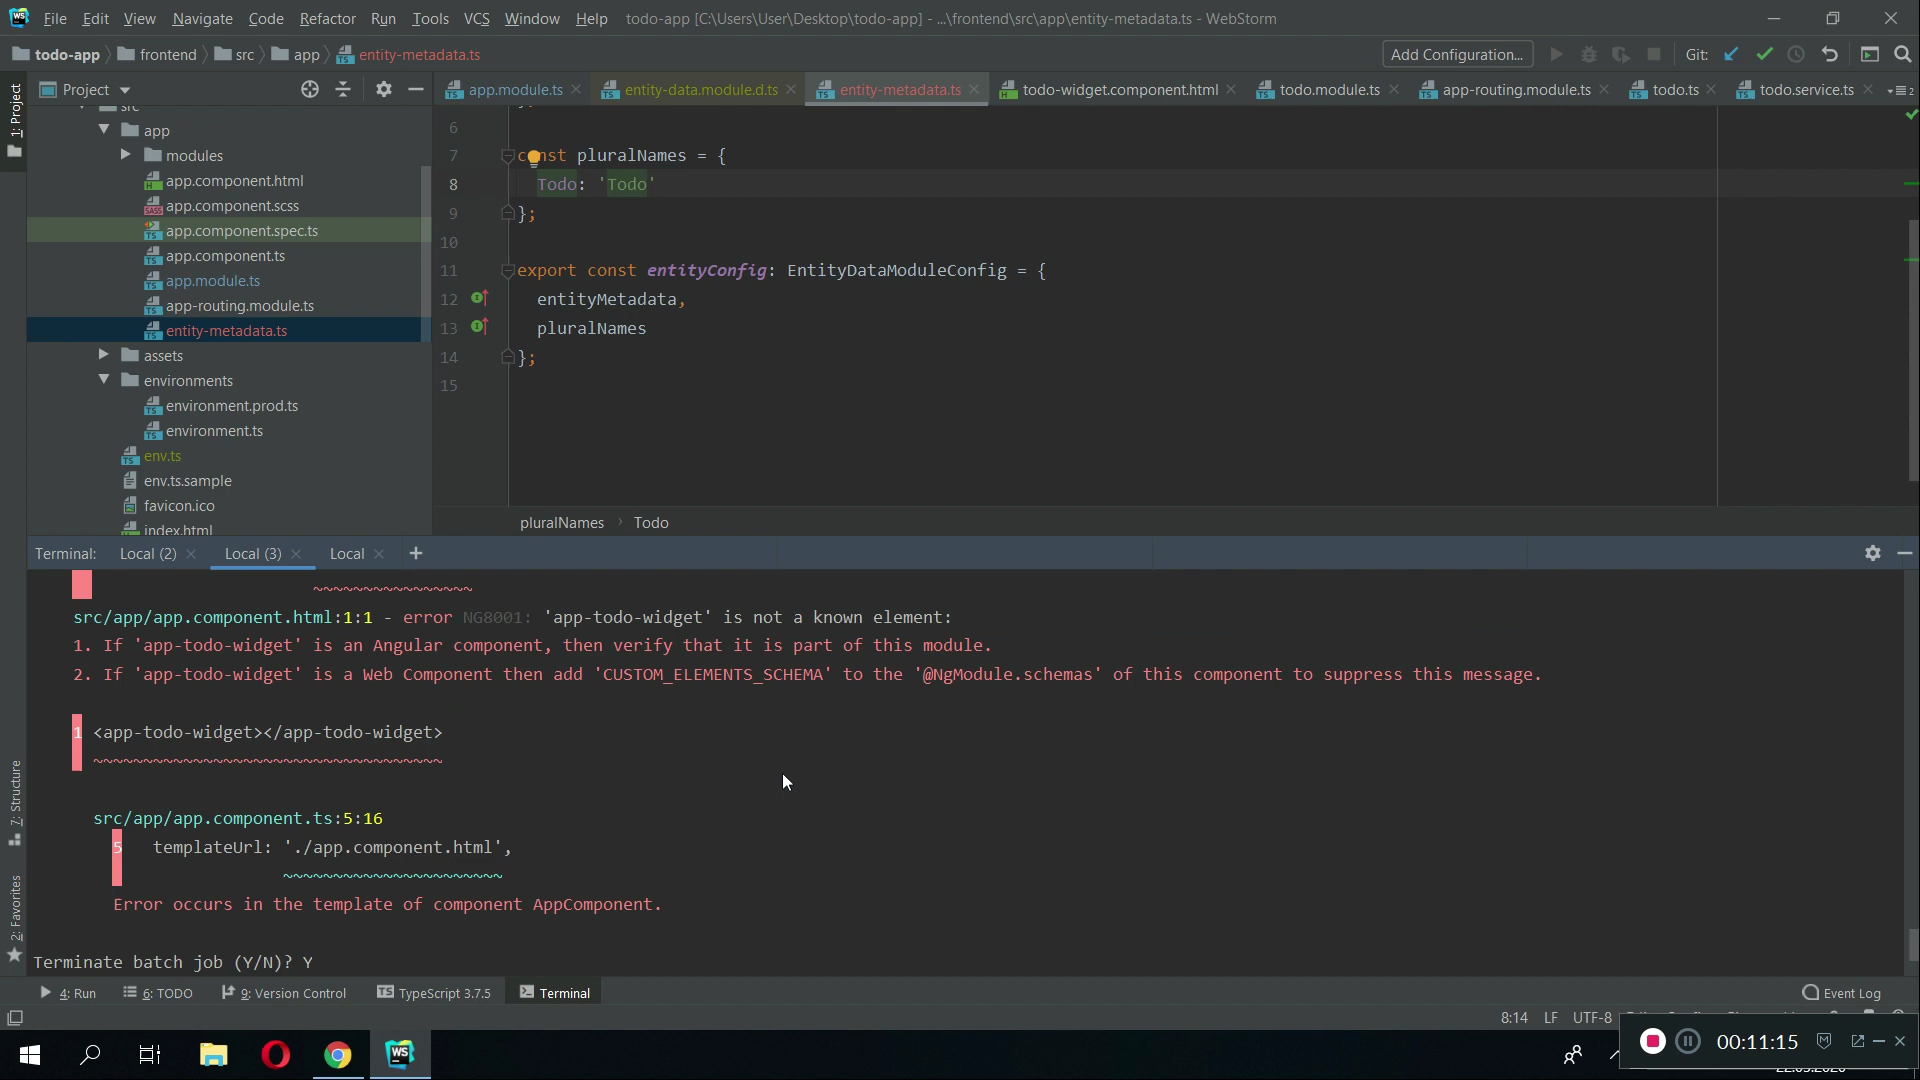 File Edit View Navigate Code Refactor Run Tools VCS Window Help todo-app [C:\Users\User\Desktop\todo-app] - ...\frontend\src\app\entity-metadata.ts - WebStorm
todo-app frontend src app entity-metadata.ts Add Configuration... Git:
1: Project
Project
app.module.ts entity-data.module.d.ts entity-metadata.ts todo-widget.component.html todo.module.ts app-routing.module.ts todo.ts todo.service.ts
src
app
modules
app.component.html
app.component.scss
app.component.spec.ts
app.component.ts
app.module.ts
app-routing.module.ts
entity-metadata.ts
assets
environments
environment.prod.ts
environment.ts
env.ts
env.ts.sample
favicon.ico
index.html
6
7 const pluralNames = {
8 Todo: 'Todo'
9 };
10
11 export const entityConfig: EntityDataModuleConfig = {
12 entityMetadata,
13 pluralNames
14 };
15
pluralNames › Todo
Terminal: Local (2) Local (3) Local
src/app/app.component.html:1:1 - error NG8001: 'app-todo-widget' is not a known element:
1. If 'app-todo-widget' is an Angular component, then verify that it is part of this module.
2. If 'app-todo-widget' is a Web Component then add 'CUSTOM_ELEMENTS_SCHEMA' to the '@NgModule.schemas' of this component to suppress this message.
1 <app-todo-widget></app-todo-widget>
~~~~~~~~~~~~~~~~~~~~~~~~~~~~~~~~~~~
src/app/app.component.ts:5:16
5 templateUrl: './app.component.html',
~~~~~~~~~~~~~~~~~~~~~~
Error occurs in the template of component AppComponent.
Terminate batch job (Y/N)? Y
7: Structure
2: Favorites
4: Run 6: TODO 9: Version Control TypeScript 3.7.5 Terminal Event Log
8:14 LF UTF-8
00:11:15